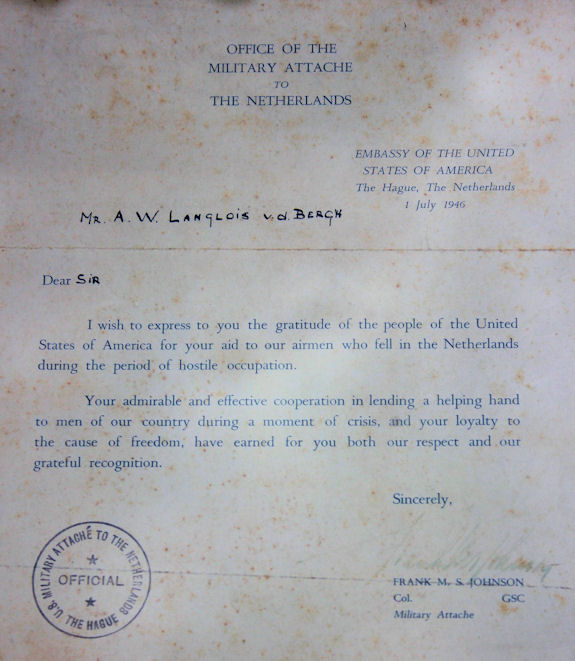 OFFICE OF THE
MILITARY ATTACHE
TO
THE NETHERLANDS
EMBASSY OF THE UNITED
STATES OF AMERICA
The Hague, The Netherlands
1 July 1946
MR. A. W. LANGLOIS v.d. BERGH
Dear SIR
I wish to express to you the gratitude of the people of the United
States of America for your aid to our airmen who fell in the Netherlands
during the period of hostile occupation.
Your admirable and effective cooperation in lending a helping hand
to men of our country during a moment of crisis, and your loyalty to
the cause of freedom, have earned for you both our respect and our
grateful recognition.
Sincerely,
FRANK M. S. JOHNSON
Col. GSC
Military Attache
U.S. MILITARY ATTACHÉ TO THE NETHERLANDS
OFFICIAL
THE HAGUE